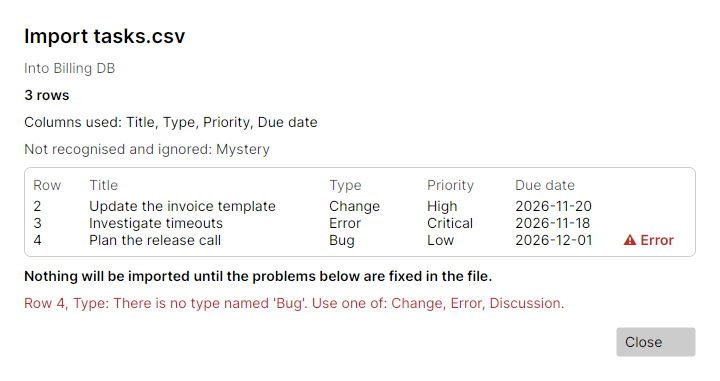 Import tasks.csv
Into Billing DB
3 rows
Columns used: Title, Type, Priority, Due date
Not recognised and ignored: Mystery
Row Title Type Priority Due date
2 Update the invoice template Change High 2026-11-20
3 Investigate timeouts Error Critical 2026-11-18
4 Plan the release call Bug Low 2026-12-01 Error
Nothing will be imported until the problems below are fixed in the file.
Row 4, Type: There is no type named 'Bug'. Use one of: Change, Error, Discussion.
Close